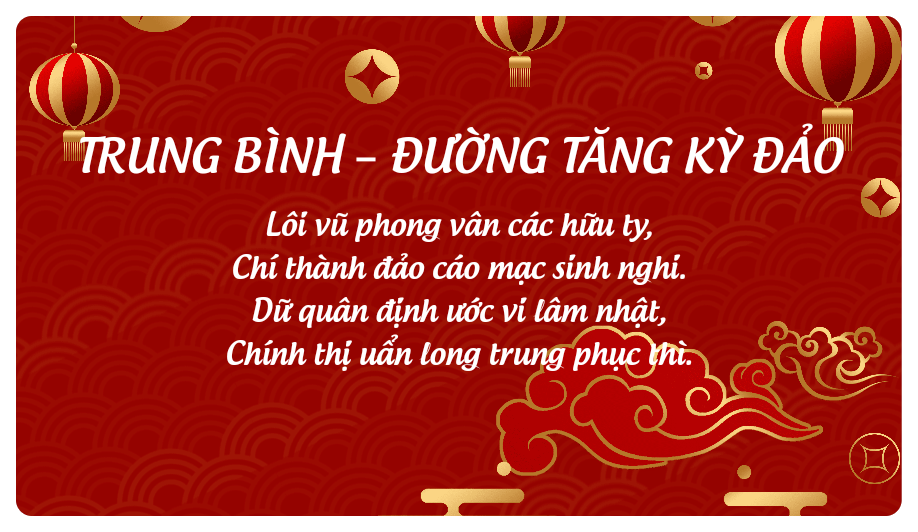 TRUNG BÌNH – ĐƯỜNG TĂNG KỲ ĐẢO
Lôi vũ phong vân các hữu ty,
Chí thành đảo cáo mạc sinh nghi.
Dữ quân định ước vi lâm nhật,
Chính thị uẩn long trung phục thì.